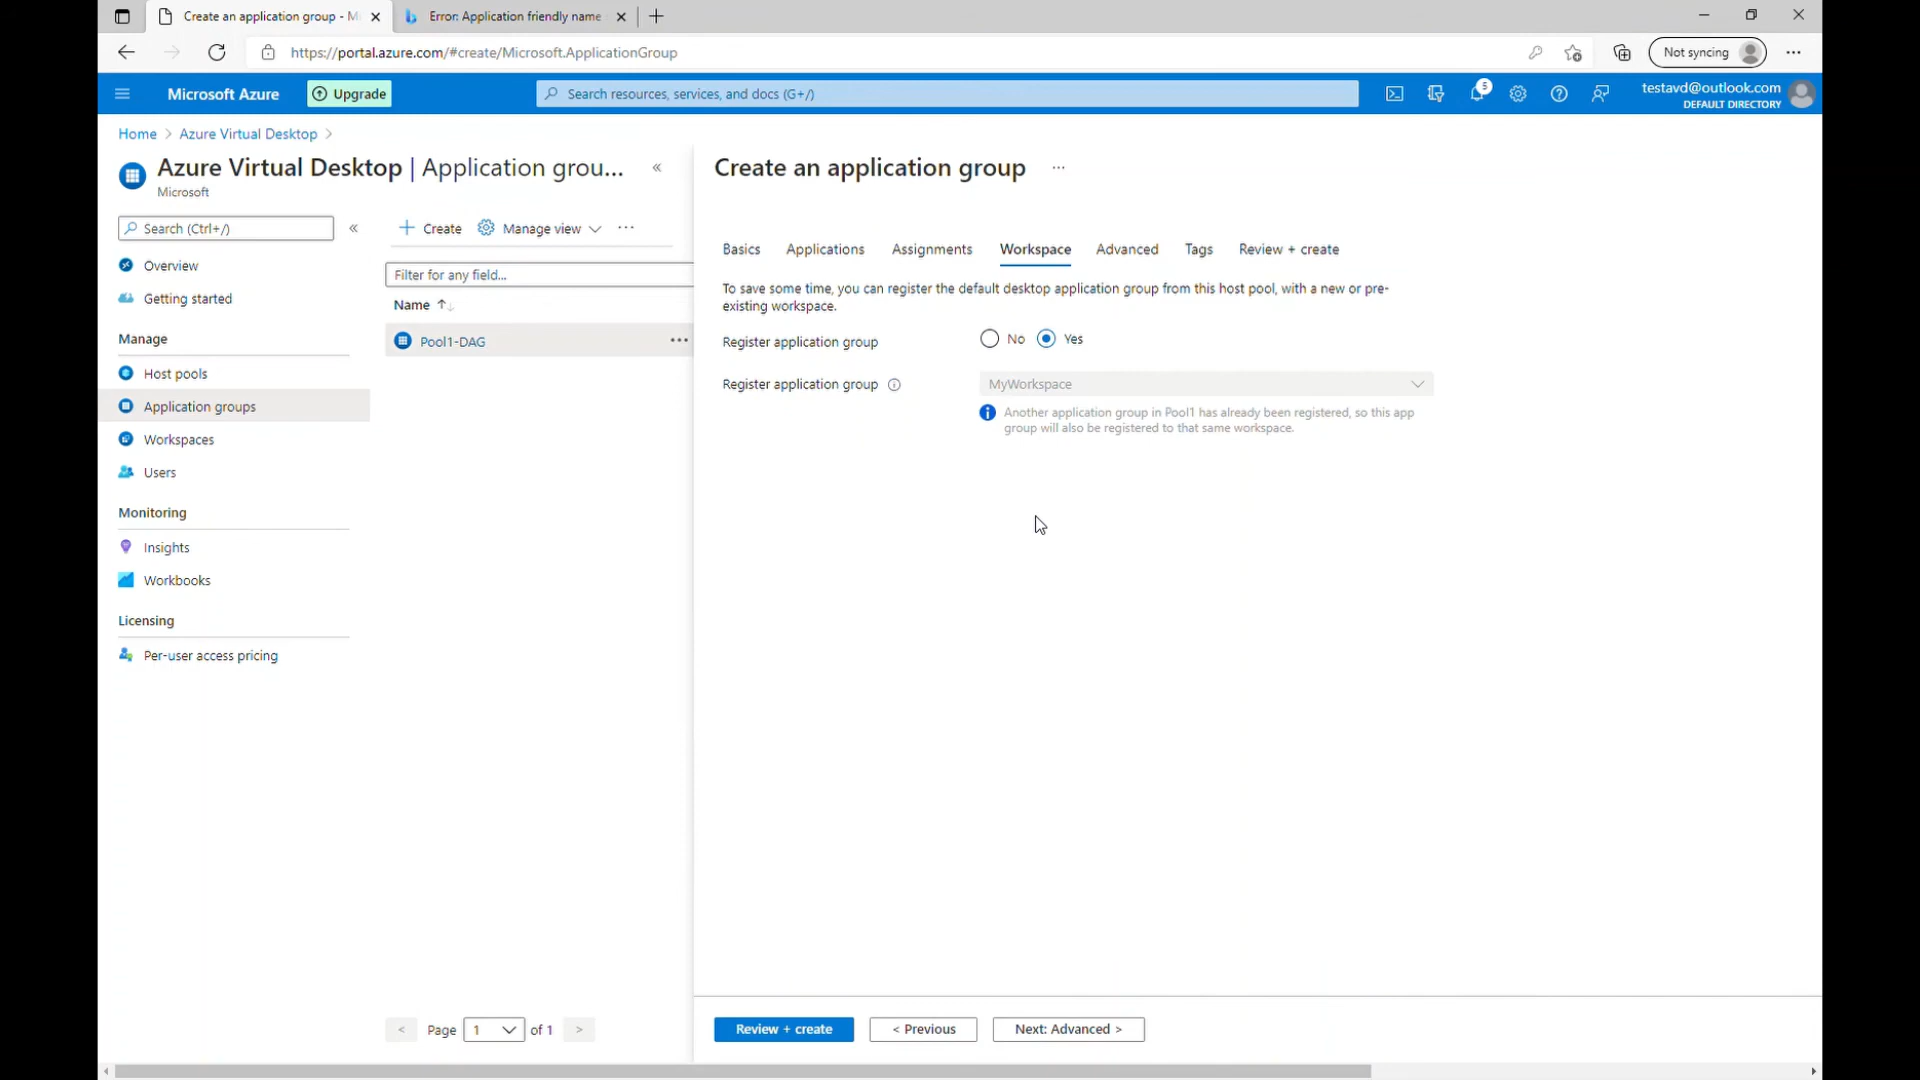 Create an application group - M
Error: Application friendly name
https://portal.azure.com/#create/Microsoft.ApplicationGroup
Not syncing
Microsoft Azure
Upgrade
Search resources, services, and docs (G+/)
5
testavd@outlook.com
DEFAULT DIRECTORY
Home > Azure Virtual Desktop >
Azure Virtual Desktop | Application grou...
Microsoft
Search (Ctrl+/)
Overview
Getting started
Manage
Host pools
Application groups
Workspaces
Users
Monitoring
Insights
Workbooks
Licensing
Per-user access pricing
Create
Manage view
Filter for any field...
Name
Pool1-DAG
Page 1 of 1
Create an application group
Basics Applications Assignments Workspace Advanced Tags Review + create
To save some time, you can register the default desktop application group from this host pool, with a new or pre-
existing workspace.
Register application group No Yes
Register application group MyWorkspace
Another application group in Pool1 has already been registered, so this app
group will also be registered to that same workspace.
Review + create < Previous Next: Advanced >